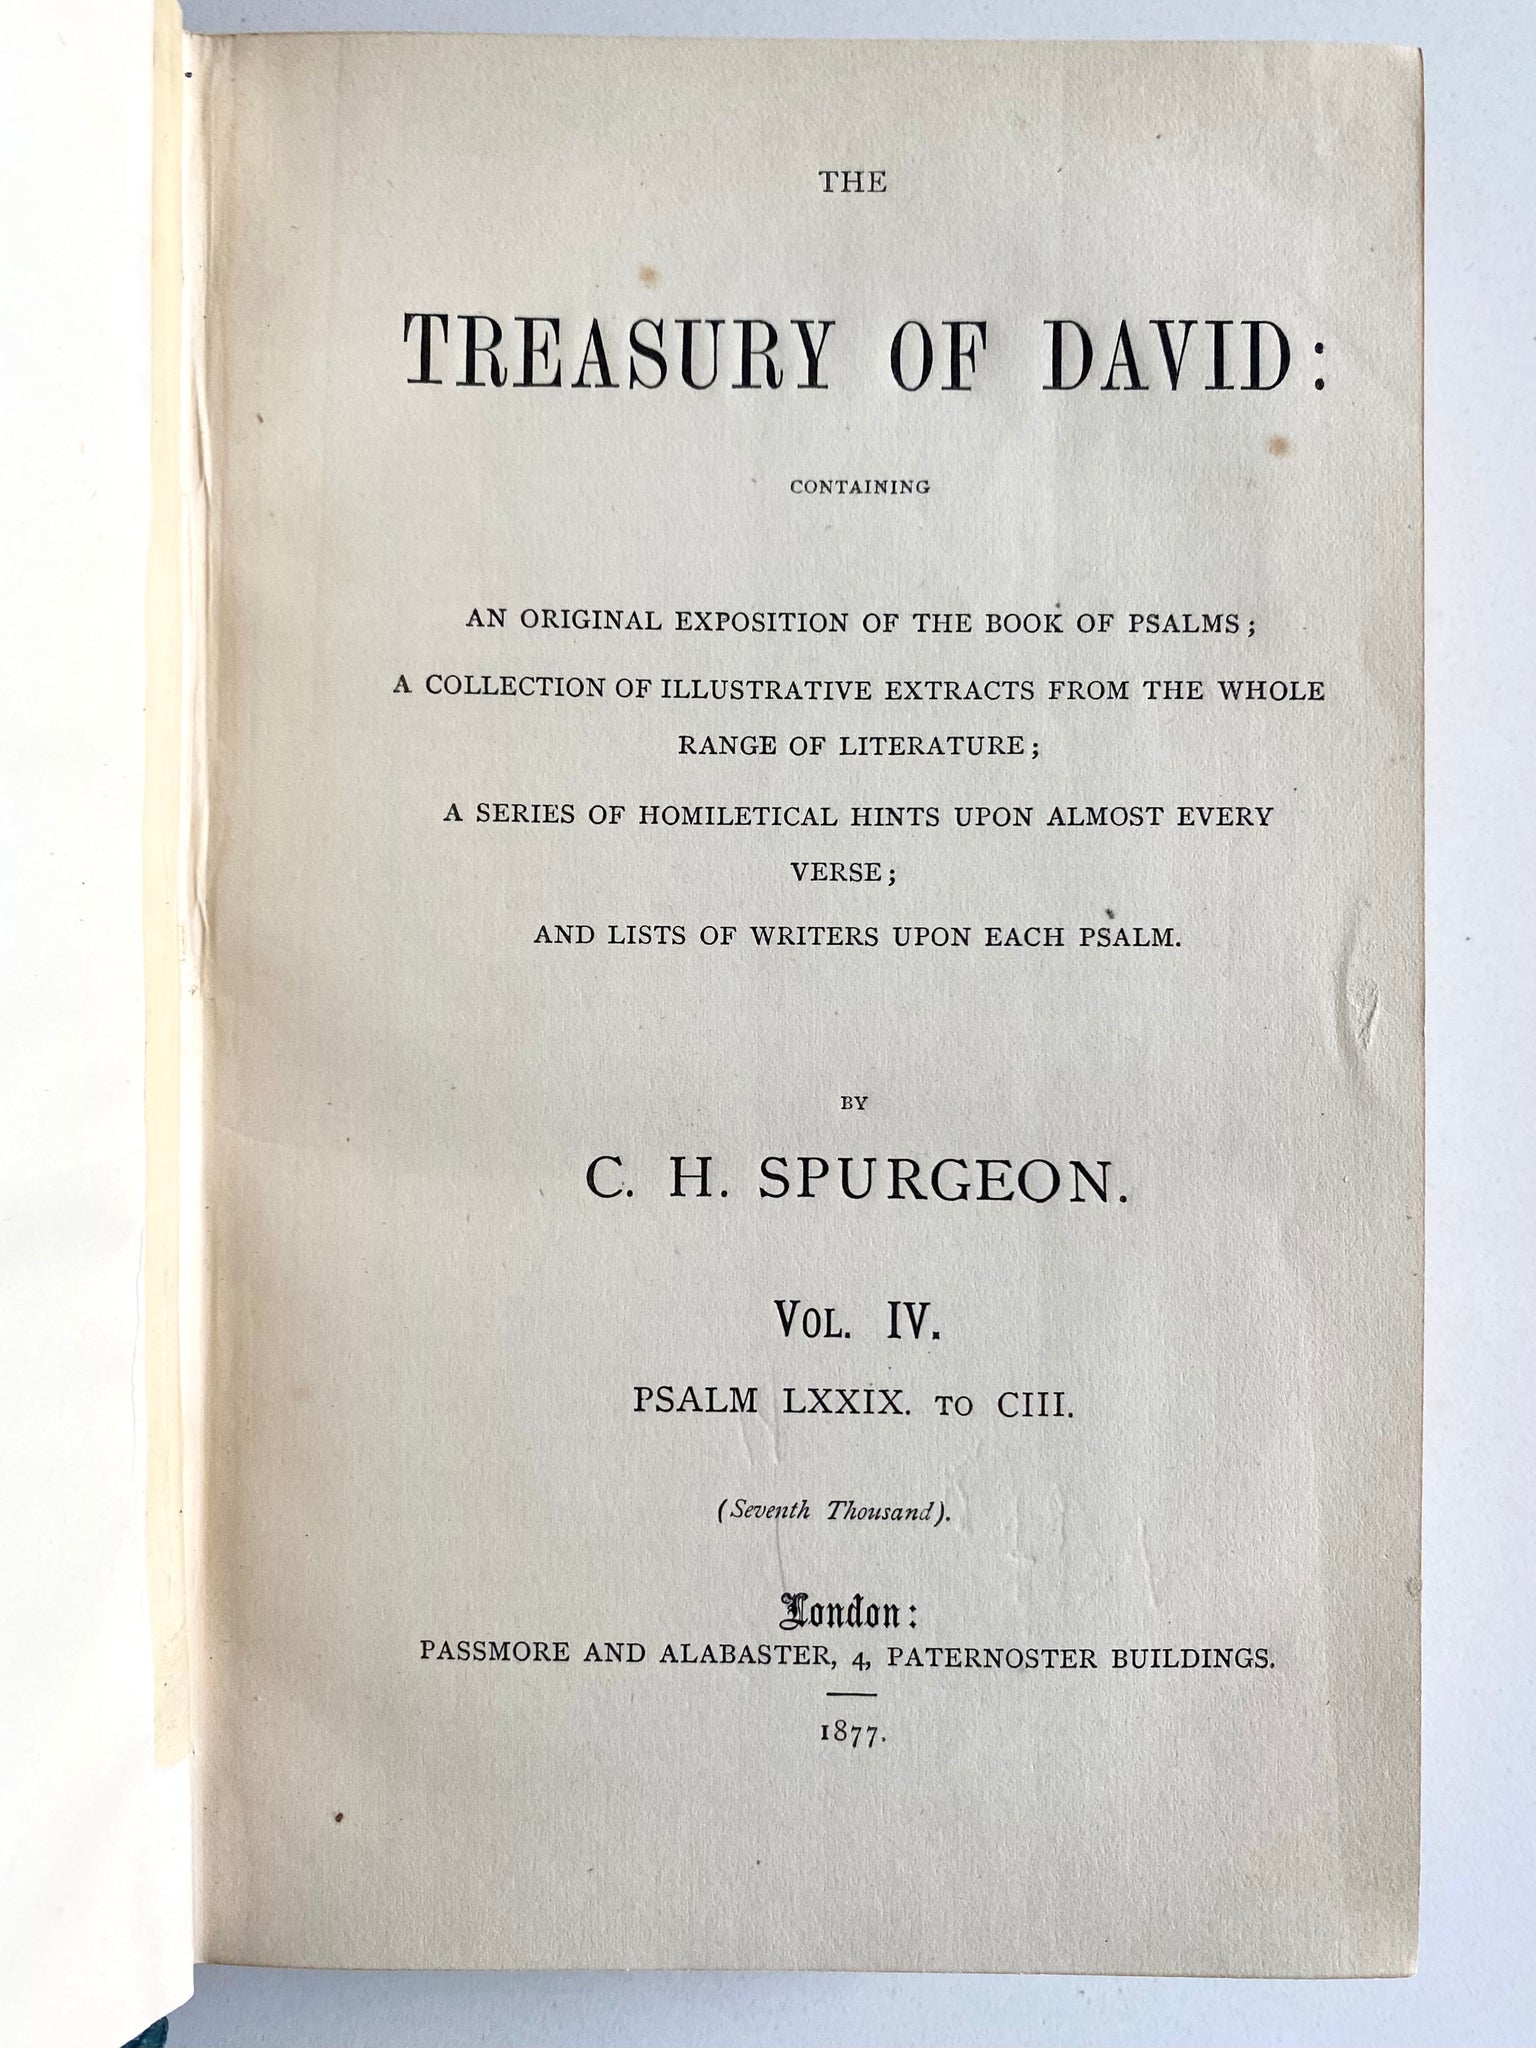 THE
TREASURY OF DAVID:
CONTAINING
AN ORIGINAL EXPOSITION OF THE BOOK OF PSALMS;
A COLLECTION OF ILLUSTRATIVE EXTRACTS FROM THE WHOLE
RANGE OF LITERATURE;
A SERIES OF HOMILETICAL HINTS UPON ALMOST EVERY
VERSE;
AND LISTS OF WRITERS UPON EACH PSALM.
BY
C. H. SPURGEON.
VOL. IV.
PSALM LXXIX. TO CIII.
(Seventh Thousand).
London:
PASSMORE AND ALABASTER, 4, PATERNOSTER BUILDINGS.
1877.